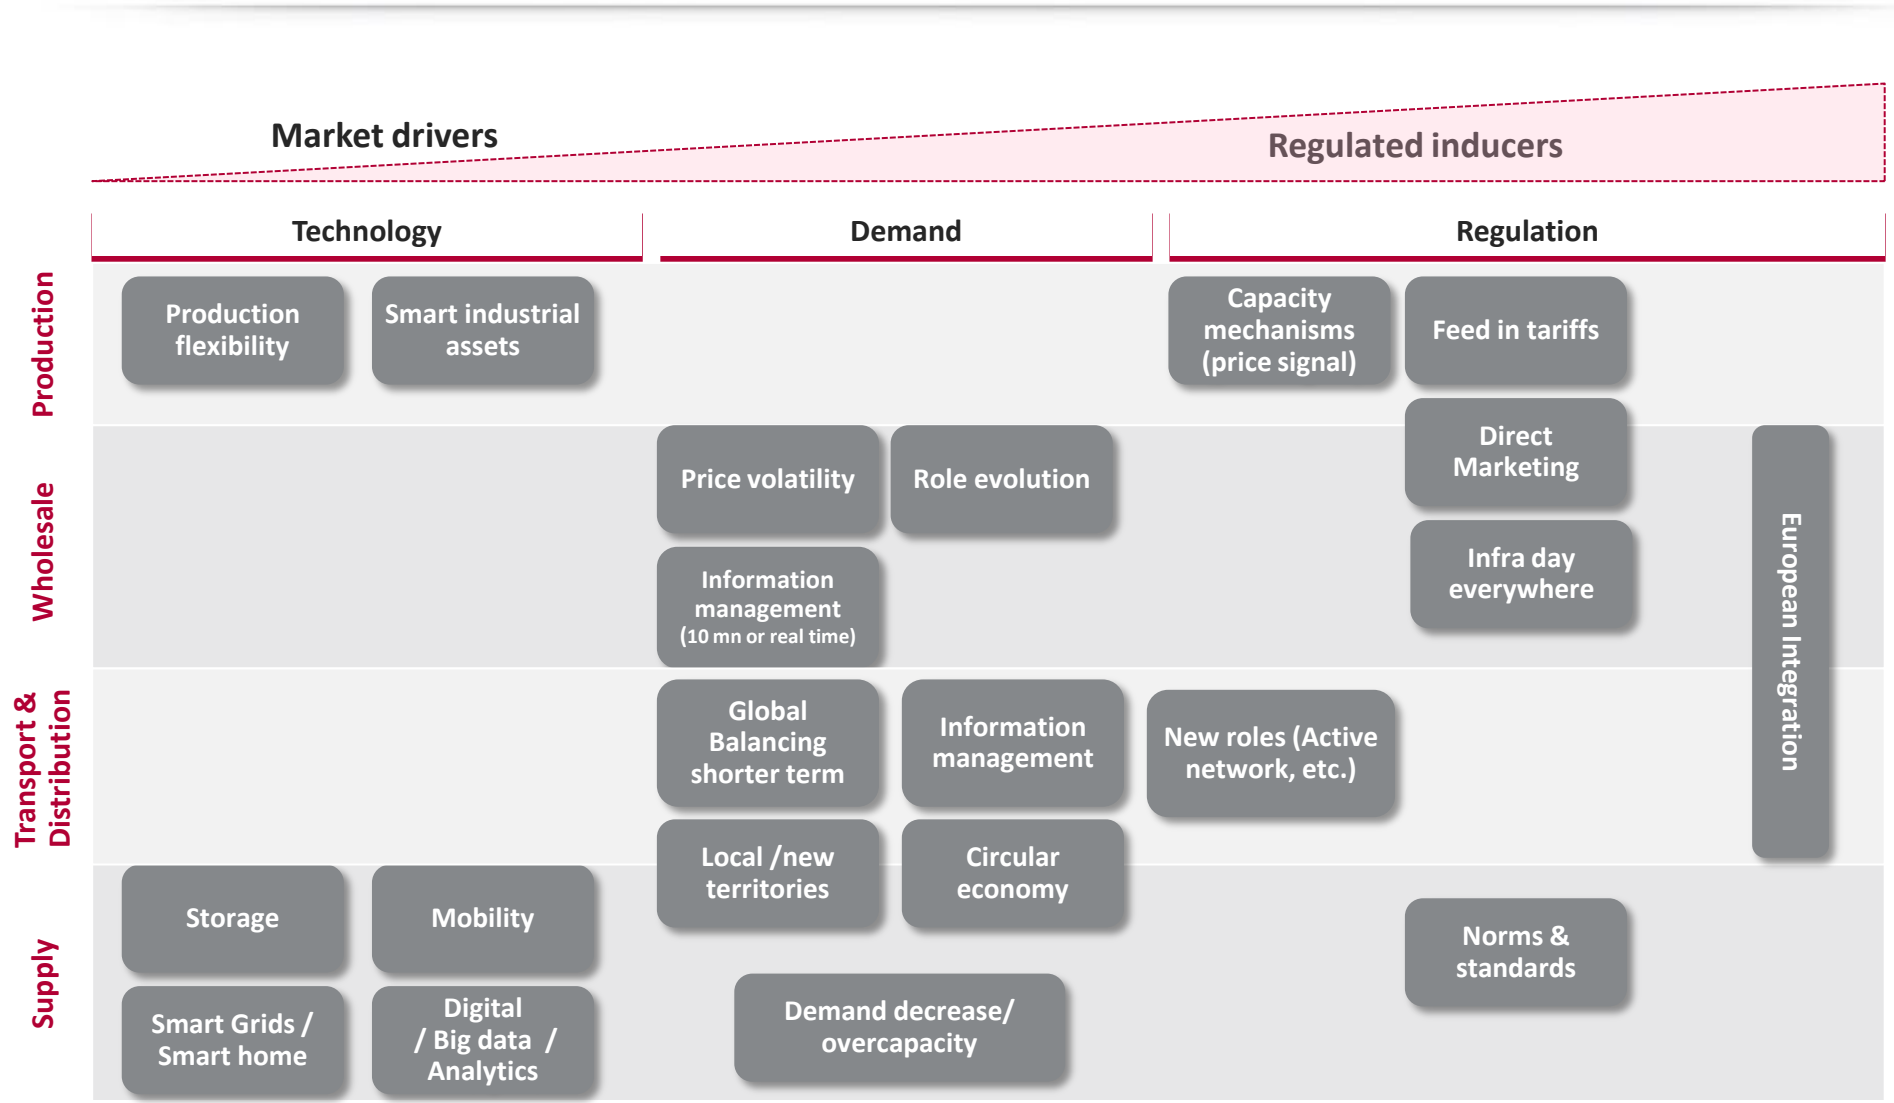 Market drivers
Regulated inducers
Technology
Demand
Regulation
Production
Production
flexibility
Smart industrial
assets
Capacity
mechanisms
(price signal)
Feed in tariffs
Wholesale
Price volatility
Role evolution
Direct
Marketing
Information
management
(10 mn or real time)
Infra day
everywhere
European Integration
Transport &
Distribution
Global
Balancing
shorter term
Information
management
New roles (Active
network, etc.)
Local /new
territories
Circular
economy
Supply
Storage
Mobility
Norms &
standards
Smart Grids /
Smart home
Digital
/ Big data /
Analytics
Demand decrease/
overcapacity